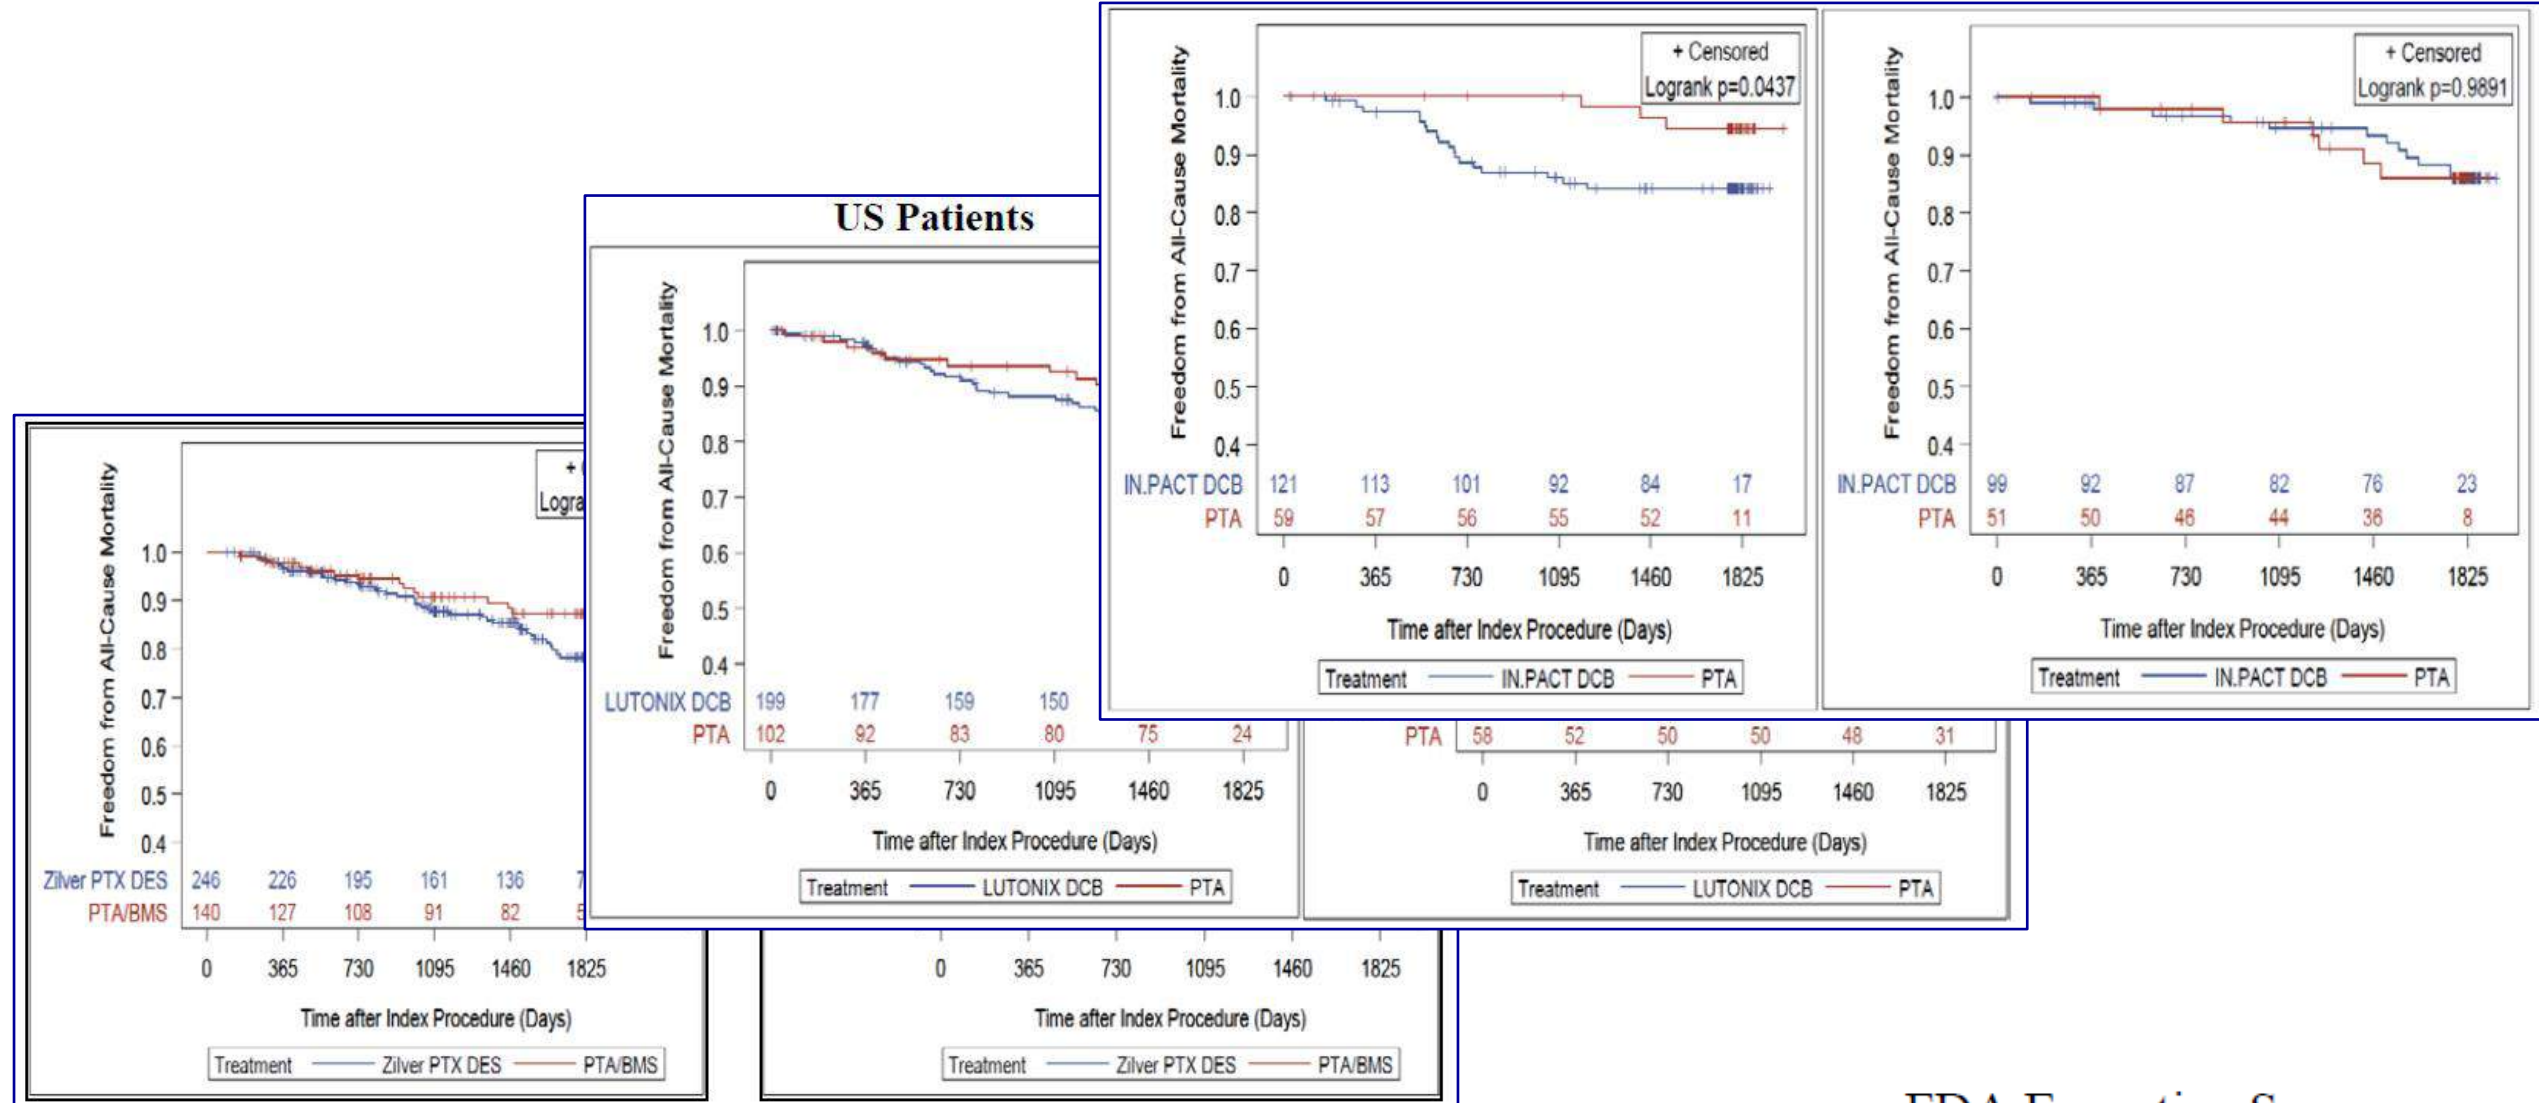 + Censored
Logrank p=0.0437
Freedom from All-Cause Mortality
1.0
0.9
0.8
0.7
0.6
0.5
0.4
IN.PACT DCB 121 113 101 92 84 17
PTA 59 57 56 55 52 11
0 365 730 1095 1460 1825
Time after Index Procedure (Days)
Treatment IN.PACT DCB PTA
+ Censored
Logrank p=0.9891
Freedom from All-Cause Mortality
1.0
0.9
0.8
0.7
0.6
0.5
0.4
IN.PACT DCB 99 92 87 82 76 23
PTA 51 50 46 44 36 8
0 365 730 1095 1460 1825
Time after Index Procedure (Days)
Treatment IN.PACT DCB PTA
US Patients
Freedom from All-Cause Mortality
1.0
0.9
0.8
0.7
0.6
0.5
0.4
LUTONIX DCB 199 177 159 150
PTA 102 92 83 80 75 24
0 365 730 1095 1460 1825
Time after Index Procedure (Days)
Treatment LUTONIX DCB PTA
PTA 58 52 50 50 48 31
0 365 730 1095 1460 1825
Time after Index Procedure (Days)
Treatment LUTONIX DCB PTA
+
Freedom from All-Cause Mortality
1.0
0.9
0.8
0.7
0.6
0.5
0.4
Zilver PTX DES 246 226 195 161 136
PTA/BMS 140 127 108 91 82
0 365 730 1095 1460 1825
Time after Index Procedure (Days)
Treatment Zilver PTX DES PTA/BMS
0 365 730 1095 1460 1825
Time after Index Procedure (Days)
Treatment Zilver PTX DES PTA/BMS